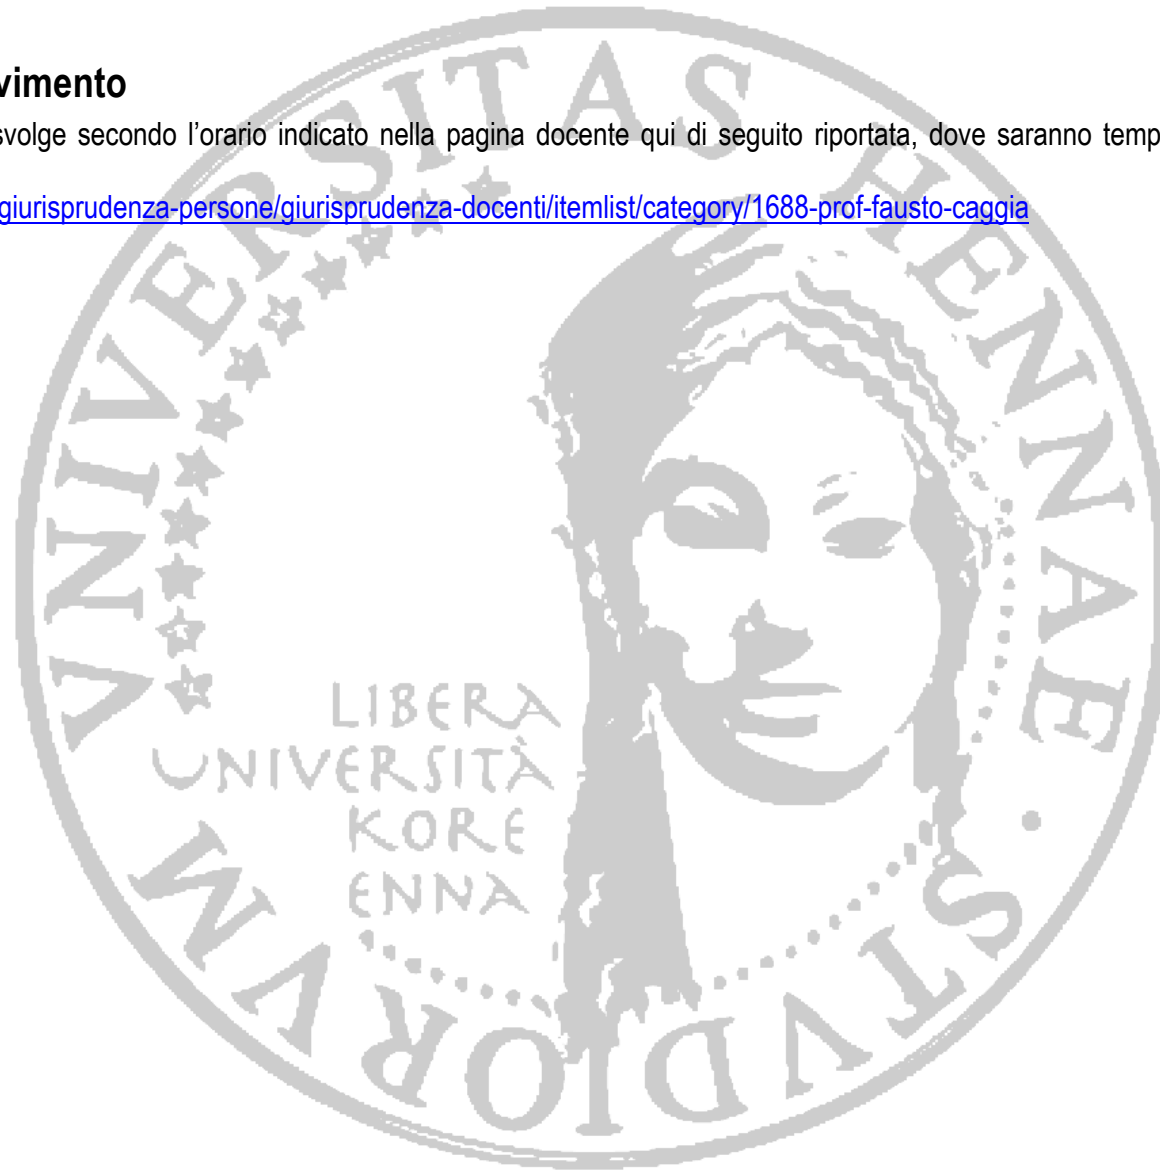 vimento
svolge secondo l'orario indicato nella pagina docente qui di seguito riportata, dove saranno temp
giurisprudenza-persone/giurisprudenza-docenti/itemlist/category/1688-prof-fausto-caggia
VNIVERSITAS HENNAE · STVDIORVM
LIBERA
UNIVERSITÀ
KORE
ENNA